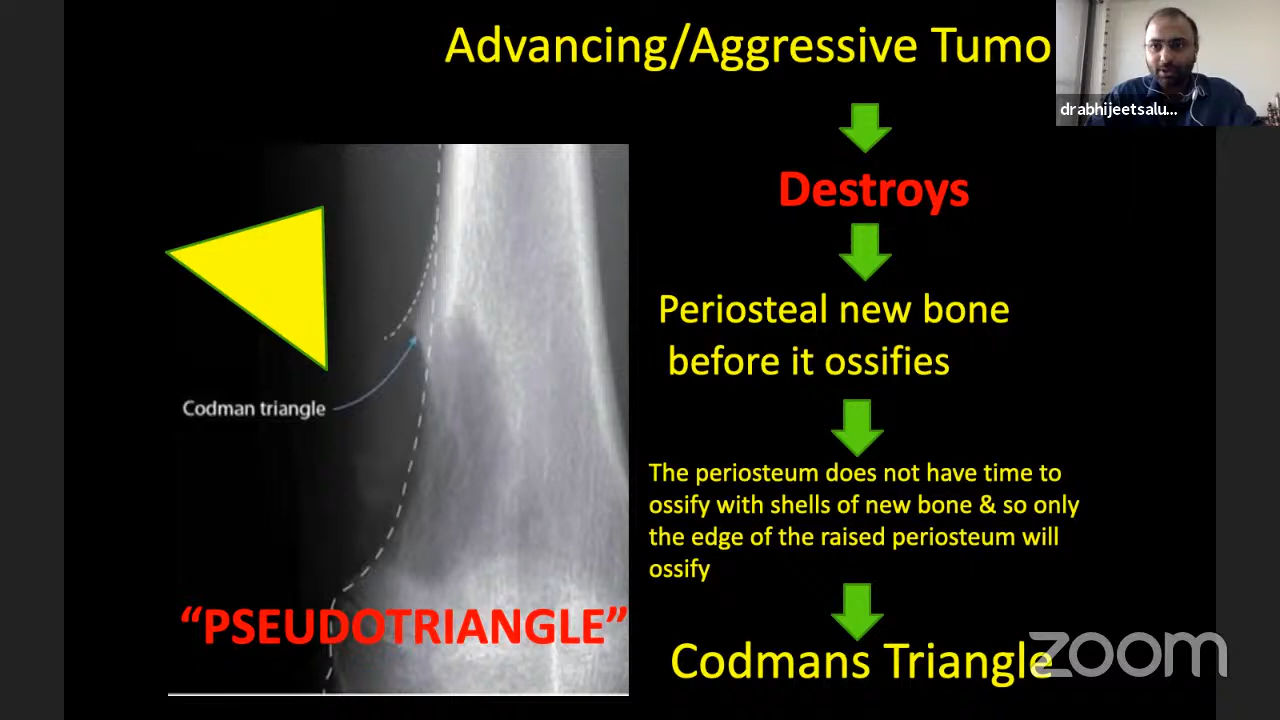 Advancing/Aggressive Tumo
drabhijeetsalu...
Destroys
Periosteal new bone
before it ossifies
Codman triangle
The periosteum does not have time to
ossify with shells of new bone & so only
the edge of the raised periosteum will
ossify
“PSEUDOTRIANGLE”
Codmans Triangle
zoom